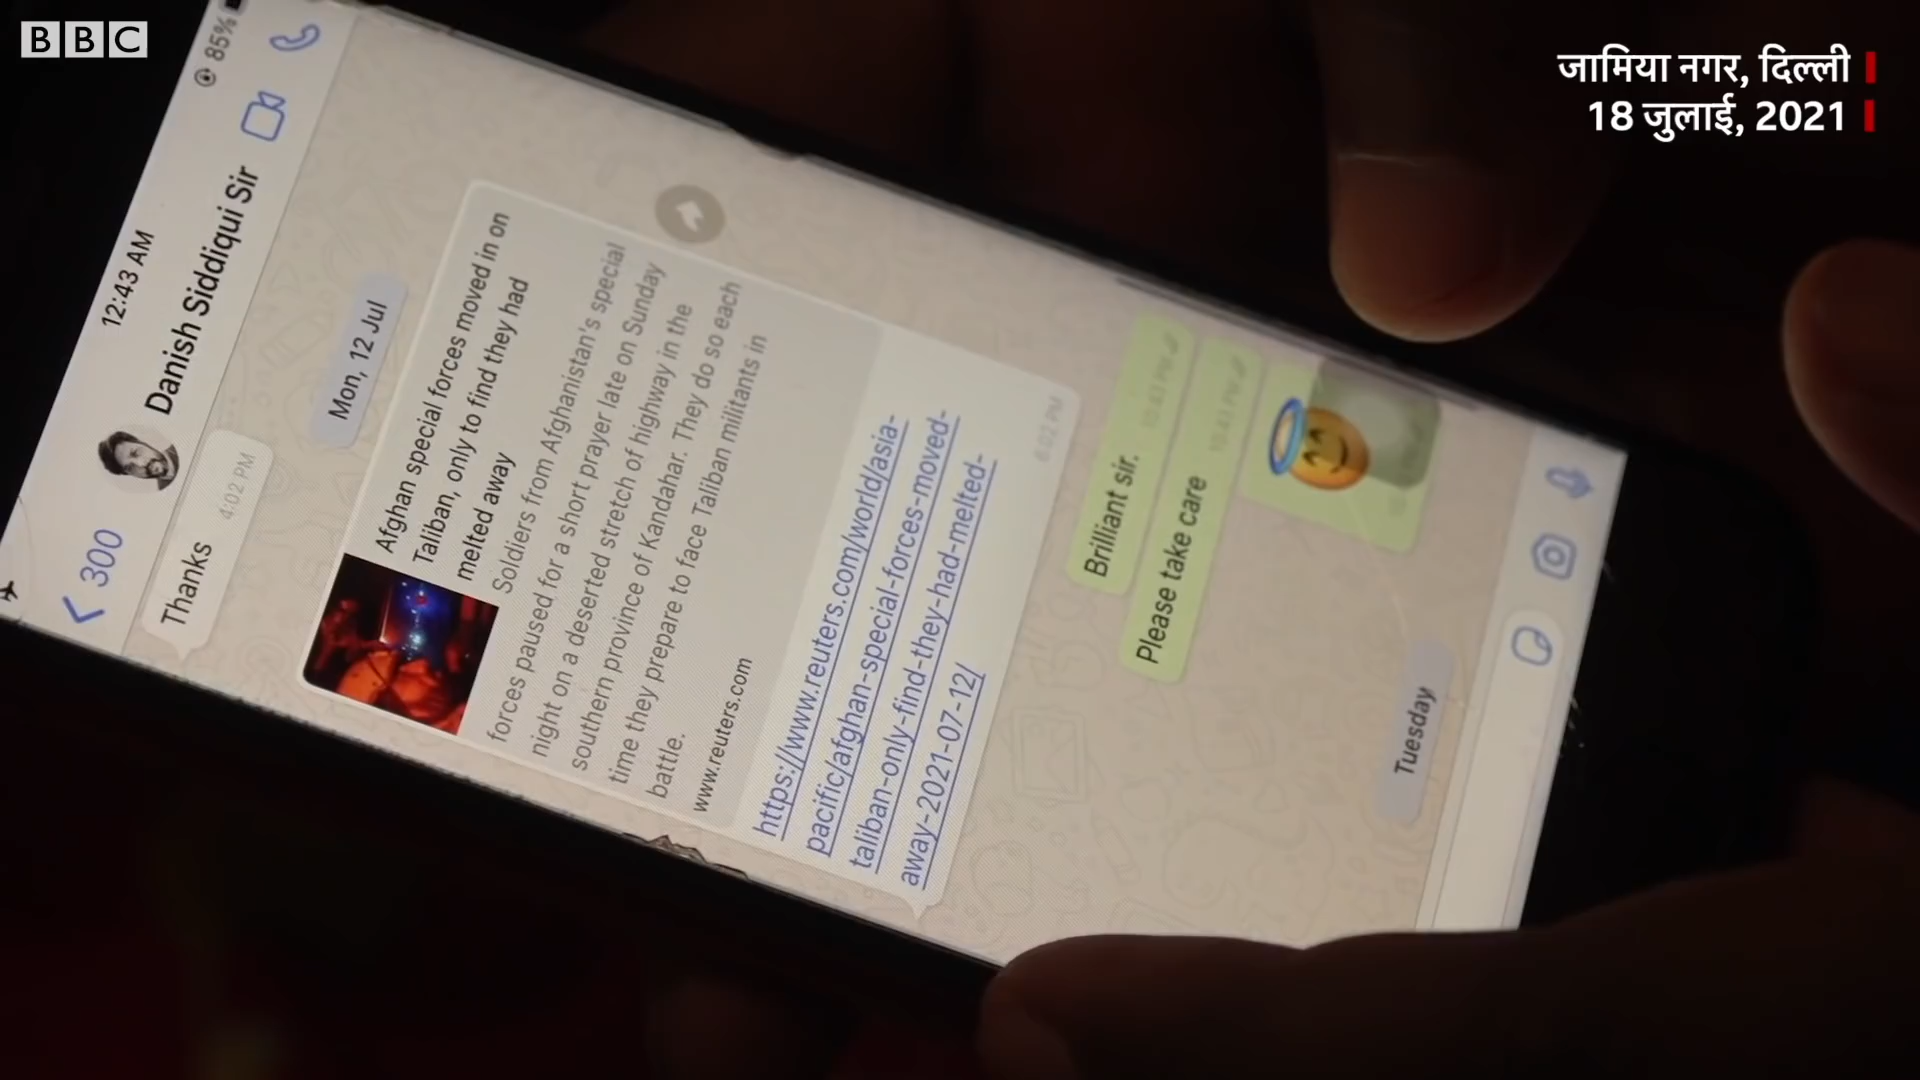 BBC
जामिया नगर, दिल्ली
18 जुलाई, 2021
12:43 AM
85%
300
Danish Siddiqui Sir
Thanks
4:02 PM
Mon, 12 Jul
Afghan special forces moved in on
Taliban, only to find they had
melted away
Soldiers from Afghanistan's special
forces paused for a short prayer late on Sunday
night on a deserted stretch of highway in the
southern province of Kandahar. They do so each
time they prepare to face Taliban militants in
battle.
www.reuters.com
https://www.reuters.com/world/asia-
pacific/afghan-special-forces-moved-
taliban-only-find-they-had-melted-
away-2021-07-12/
6:02 PM
Brilliant sir.
Please take care
Tuesday